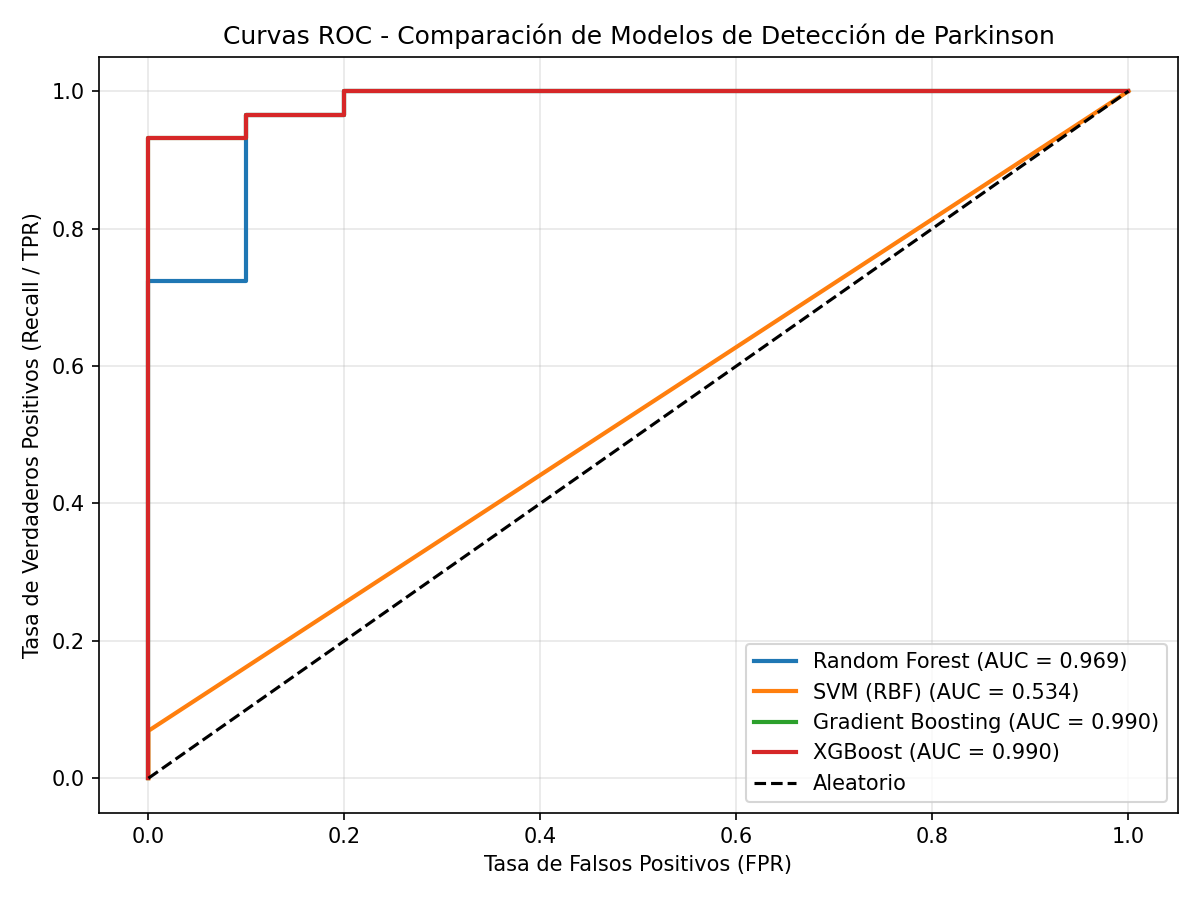 Curvas ROC - Comparación de Modelos de Detección de Parkinson
Tasa de Verdaderos Positivos (Recall / TPR)
1.0
0.8
0.6
0.4
0.2
0.0
0.0 0.2 0.4 0.6 0.8 1.0
Tasa de Falsos Positivos (FPR)
Random Forest (AUC = 0.969)
SVM (RBF) (AUC = 0.534)
Gradient Boosting (AUC = 0.990)
XGBoost (AUC = 0.990)
Aleatorio